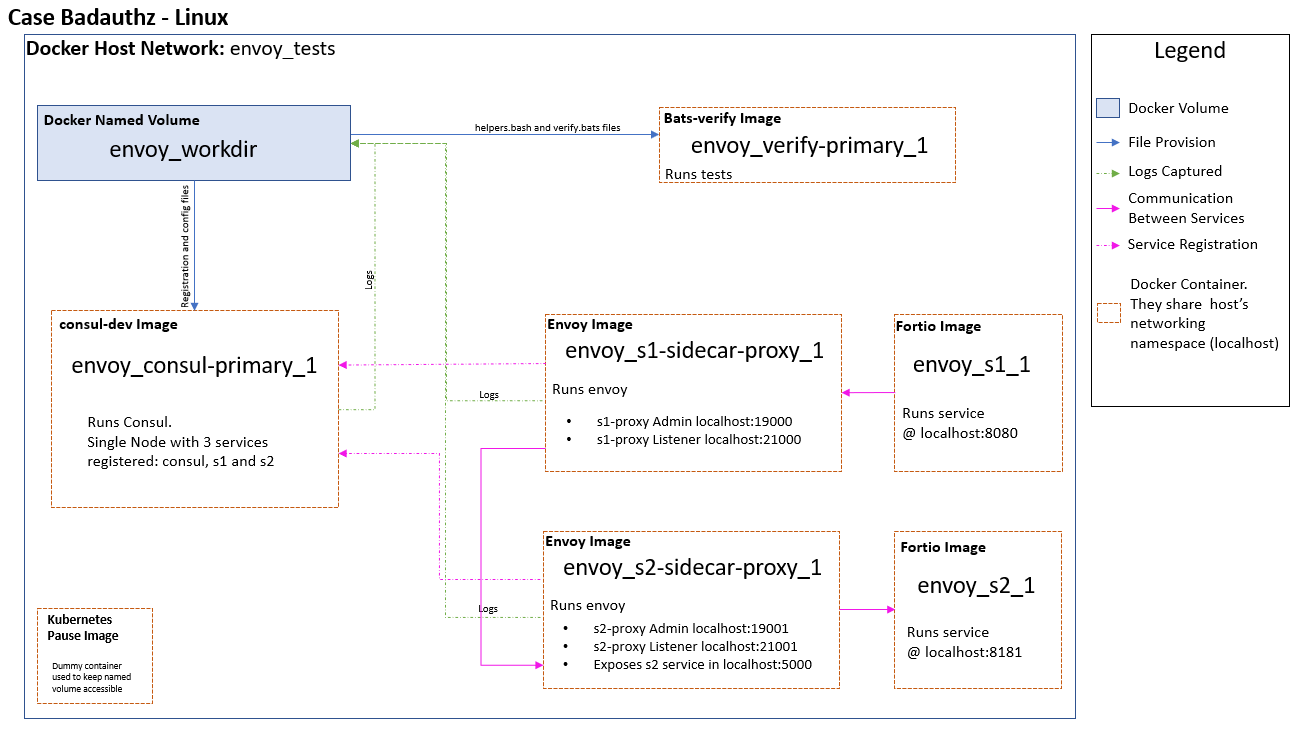 Case Badauthz - Linux
Docker Host Network: envoy_tests
Docker Named Volume
envoy_workdir
helpers.bash and verify.bats files
Bats-verify Image
envoy_verify-primary_1
Runs tests
Registration and config files
Logs
consul-dev Image
envoy_consul-primary_1
Runs Consul.
Single Node with 3 services
registered: consul, s1 and s2
Envoy Image
envoy_s1-sidecar-proxy_1
Runs envoy
• s1-proxy Admin localhost:19000
• s1-proxy Listener localhost:21000
Logs
Fortio Image
envoy_s1_1
Runs service
@ localhost:8080
Envoy Image
envoy_s2-sidecar-proxy_1
Runs envoy
• s2-proxy Admin localhost:19001
• s2-proxy Listener localhost:21001
• Exposes s2 service in localhost:5000
Logs
Fortio Image
envoy_s2_1
Runs service
@ localhost:8181
Kubernetes
Pause Image
Dummy container
used to keep named
volume accessible
Legend
Docker Volume
File Provision
Logs Captured
Communication
Between Services
Service Registration
Docker Container.
They share host's
networking
namespace (localhost)